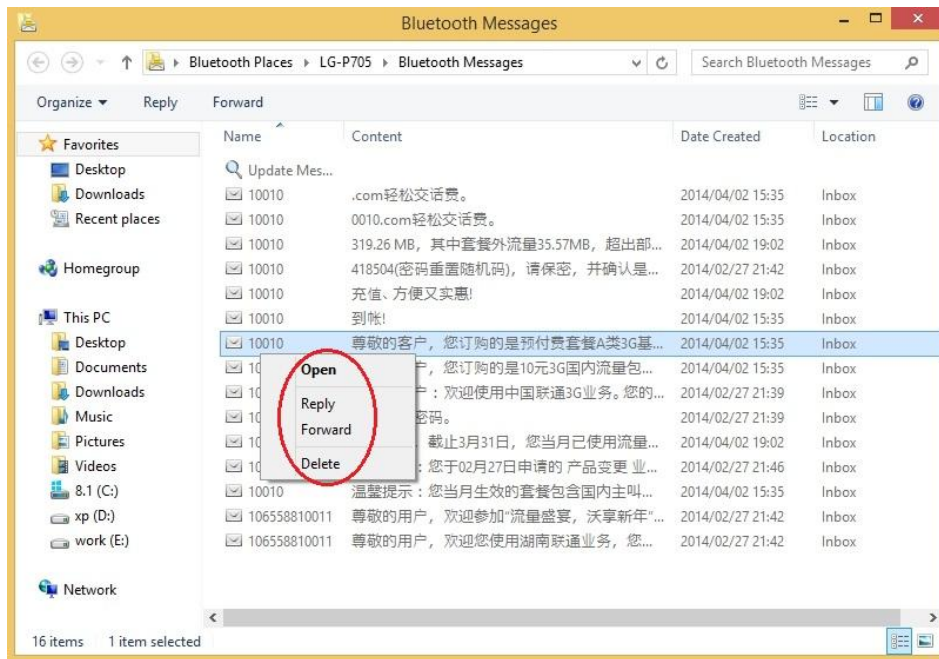 Bluetooth Messages
Bluetooth Places LG-P705 Bluetooth Messages Search Bluetooth Messages
Organize Reply Forward
Favorites
Desktop
Downloads
Recent places
Homegroup
This PC
Desktop
Documents
Downloads
Music
Pictures
Videos
8.1 (C:)
xp (D:)
work (E:)
Network
Name Content Date Created Location
Update Mes...
10010 .com轻松交话费。 2014/04/02 15:35 Inbox
10010 0010.com轻松交话费。 2014/04/02 15:35 Inbox
10010 319.26 MB，其中套餐外流量35.57MB，超出部... 2014/04/02 19:02 Inbox
10010 418504(密码重置随机码)，请保密，并确认是... 2014/02/27 21:42 Inbox
10010 充值、方便又实惠! 2014/04/02 19:02 Inbox
10010 到帐! 2014/04/02 15:35 Inbox
10010 尊敬的客户，您订购的是预付费套餐A类3G基... 2014/04/02 15:35 Inbox
10 户，您订购的是10元3G国内流量包... 2014/04/02 15:35 Inbox
10 户：欢迎使用中国联通3G业务。您的... 2014/02/27 21:39 Inbox
10 密码。 2014/02/27 21:39 Inbox
10 截止3月31日，您当月已使用流量... 2014/04/02 19:02 Inbox
10 ：您于02月27日申请的 产品变更 业... 2014/02/27 21:46 Inbox
10010 温馨提示：您当月生效的套餐包含国内主叫... 2014/04/02 15:35 Inbox
106558810011 尊敬的用户，欢迎参加“流量盛宴，沃享新年”... 2014/02/27 21:42 Inbox
106558810011 尊敬的用户，欢迎您使用湖南联通业务，您... 2014/02/27 21:42 Inbox
Open
Reply
Forward
Delete
16 items 1 item selected